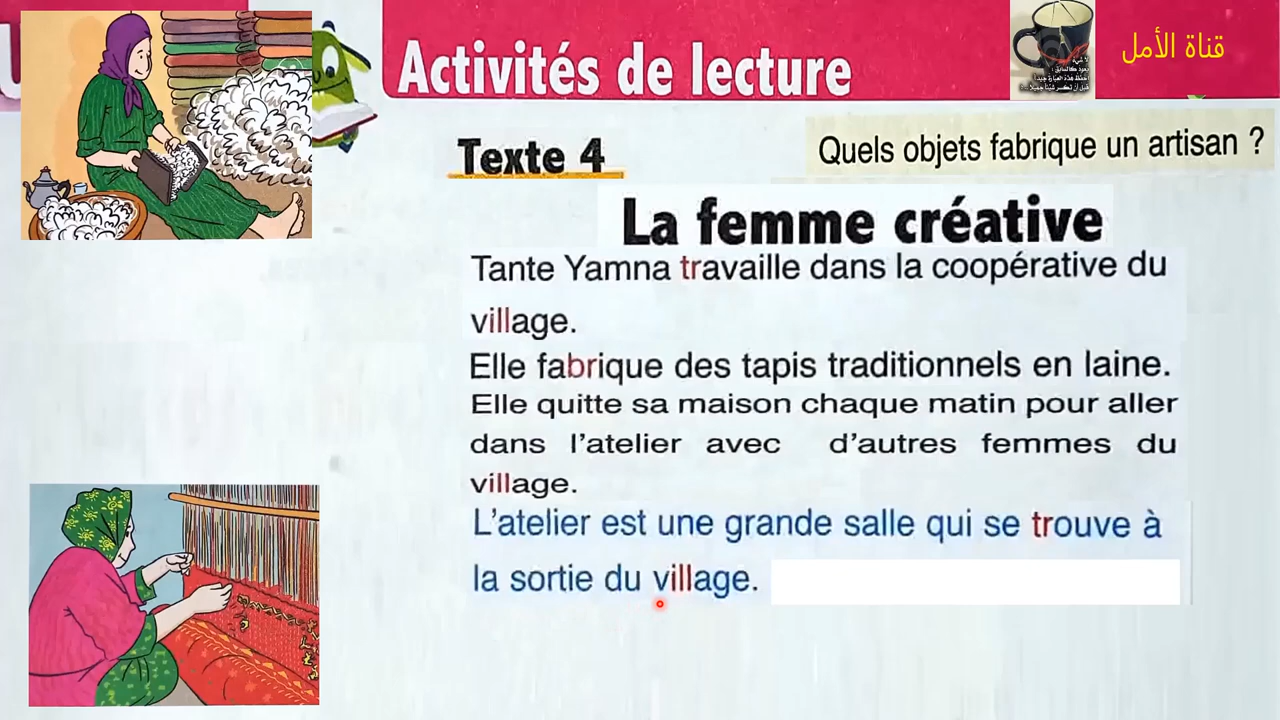 Activités de lecture
قناة الأمل
Texte 4
Quels objets fabrique un artisan ?
La femme créative
Tante Yamna travaille dans la coopérative du
village.
Elle fabrique des tapis traditionnels en laine.
Elle quitte sa maison chaque matin pour aller
dans l'atelier avec d'autres femmes du
village.
L'atelier est une grande salle qui se trouve à
la sortie du village.